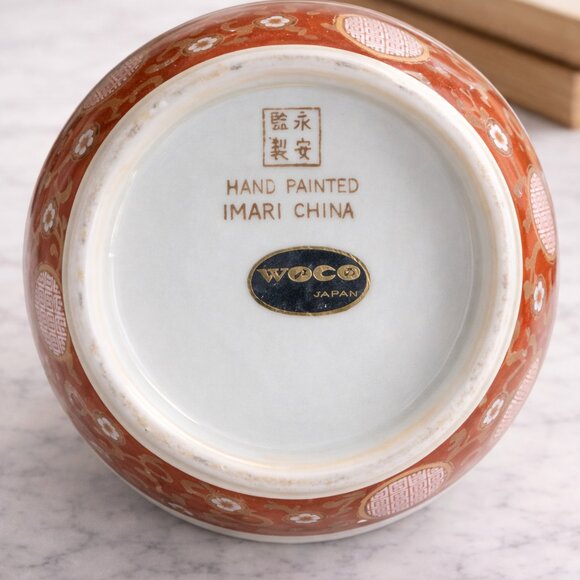 永安
監製
HAND PAINTED
IMARI CHINA
WOCO
JAPAN